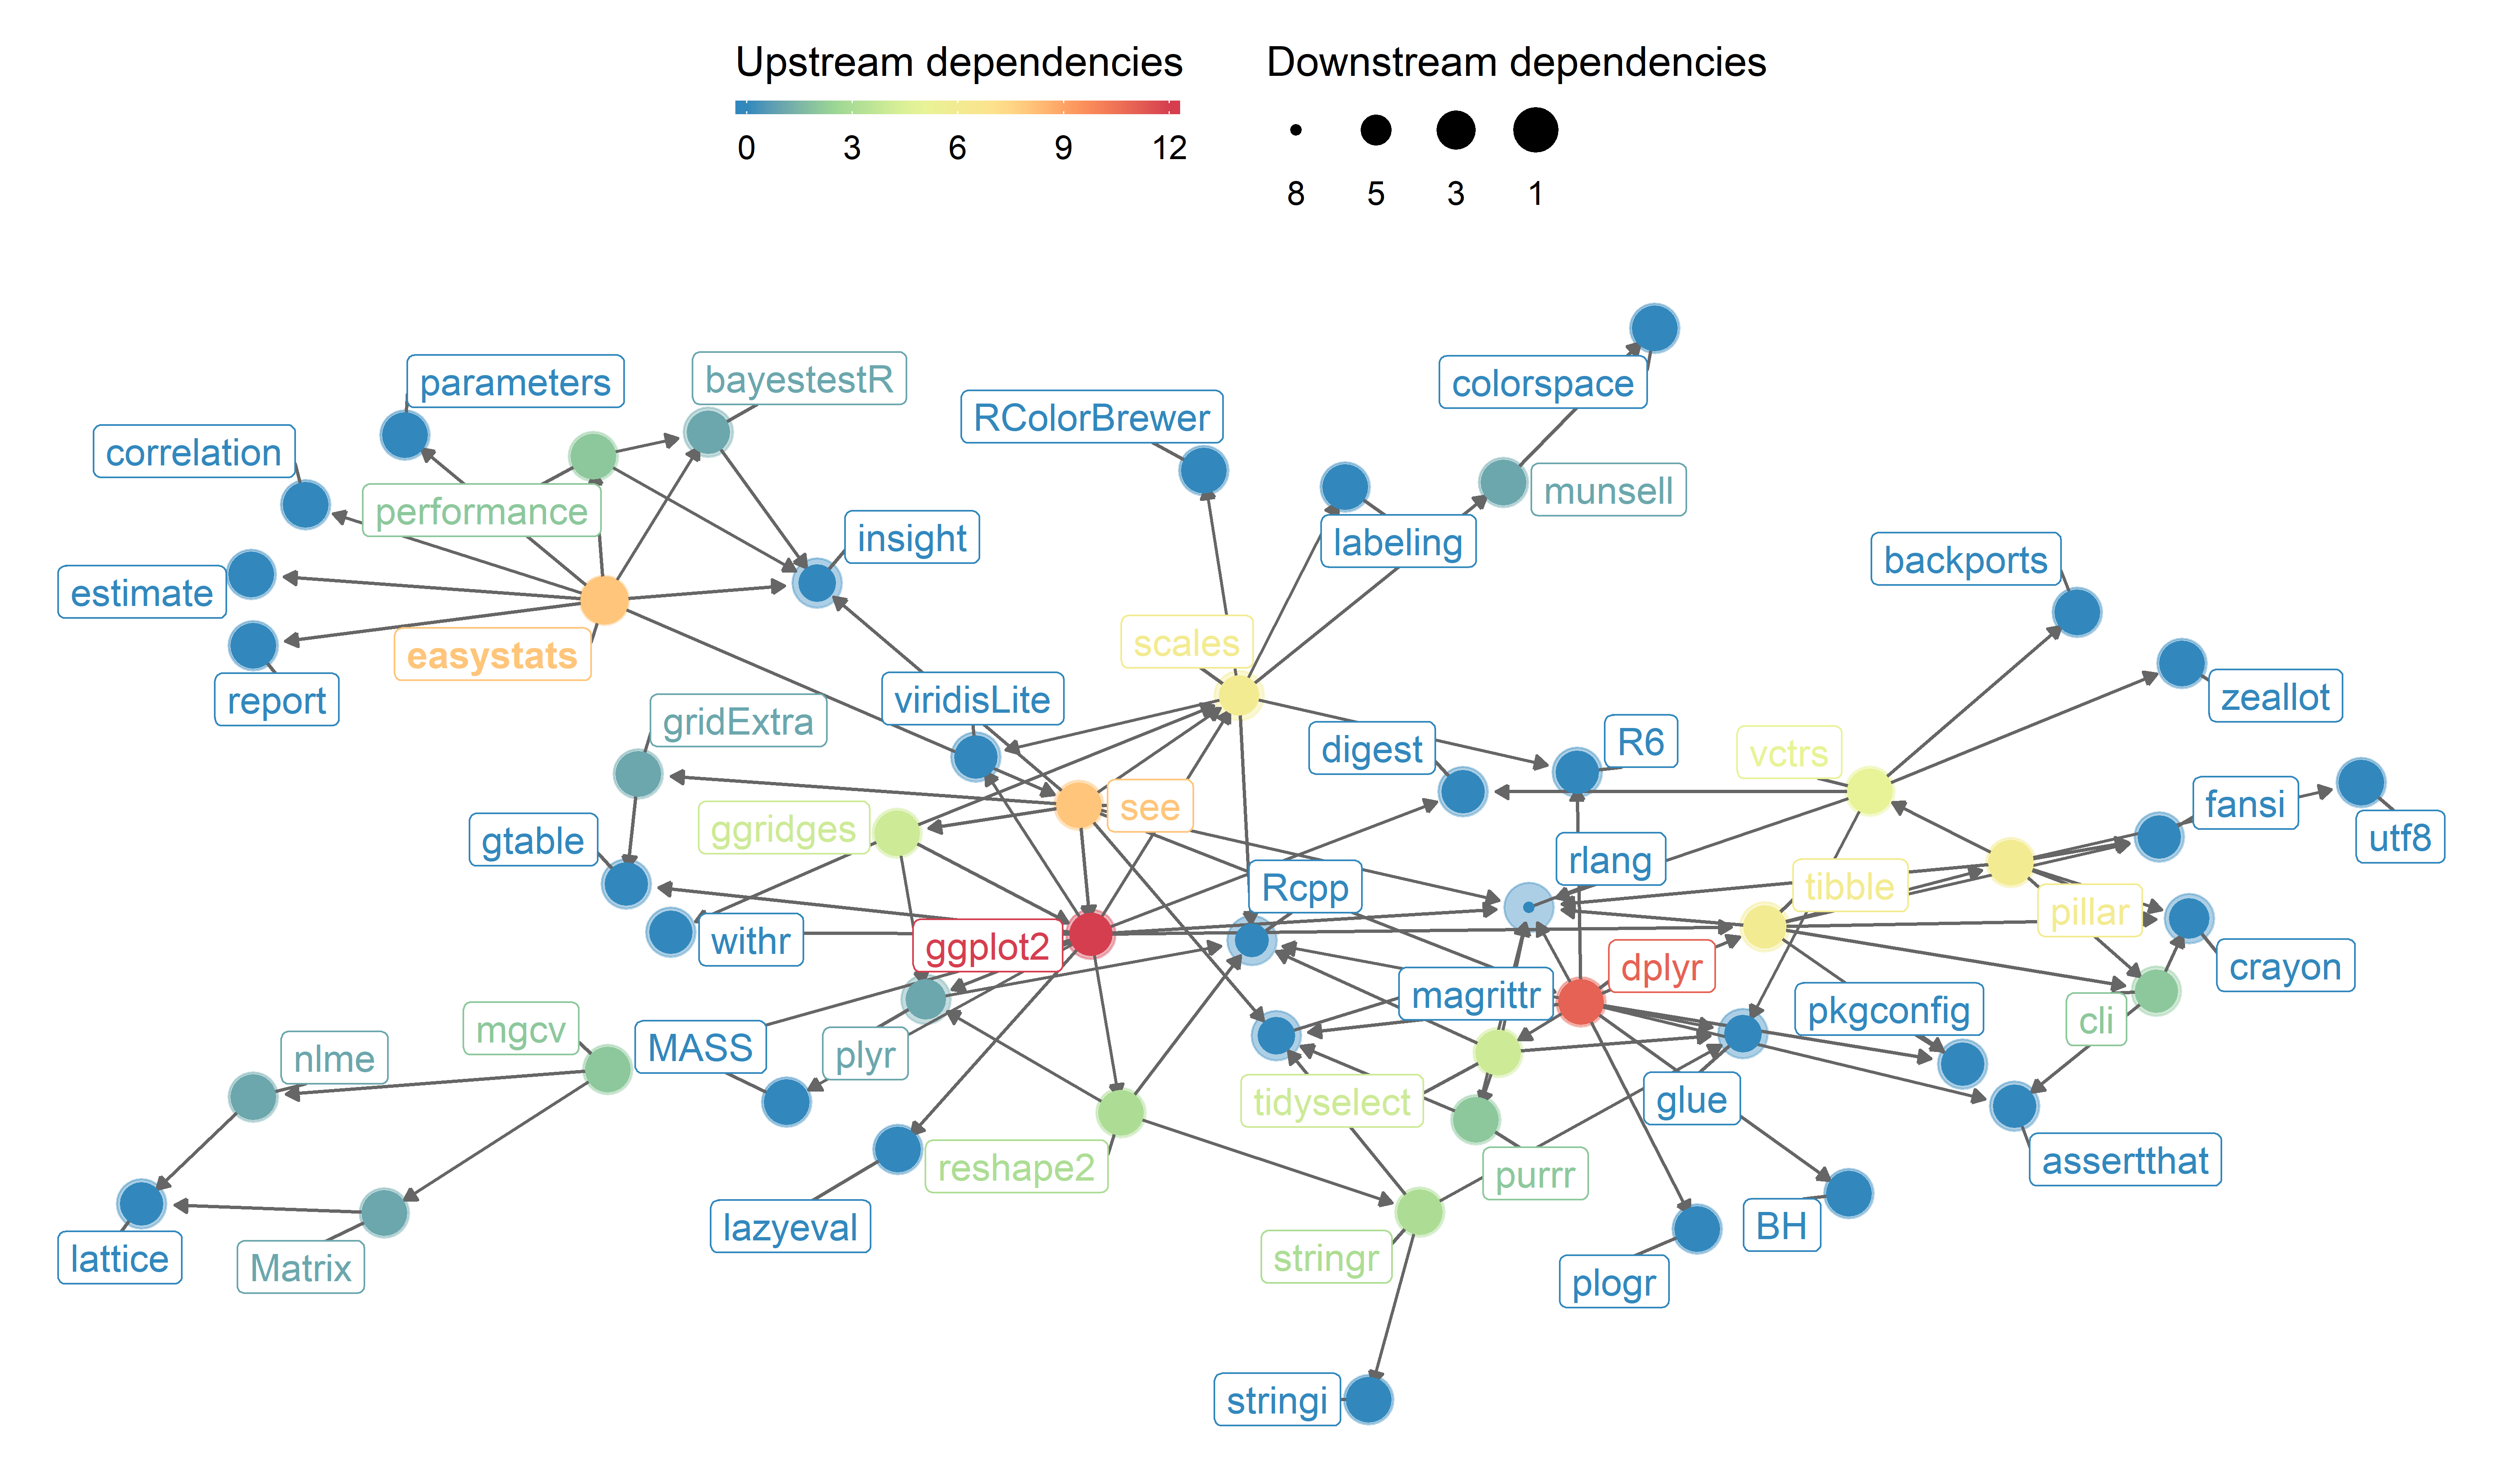 Upstream dependencies
0 3 6 9 12
Downstream dependencies
8 5 3 1
parameters
bayestestR
colorspace
RColorBrewer
correlation
munsell
performance
insight
labeling
backports
estimate
scales
easystats
report
viridisLite
zeallot
gridExtra
digest
R6
vctrs
see
fansi
ggridges
gtable
utf8
rlang
Rcpp
tibble
pillar
withr
ggplot2
crayon
dplyr
magrittr
pkgconfig
cli
mgcv
MASS
plyr
nlme
tidyselect
glue
assertthat
reshape2
purrr
lazyeval
BH
lattice
Matrix
stringr
plogr
stringi